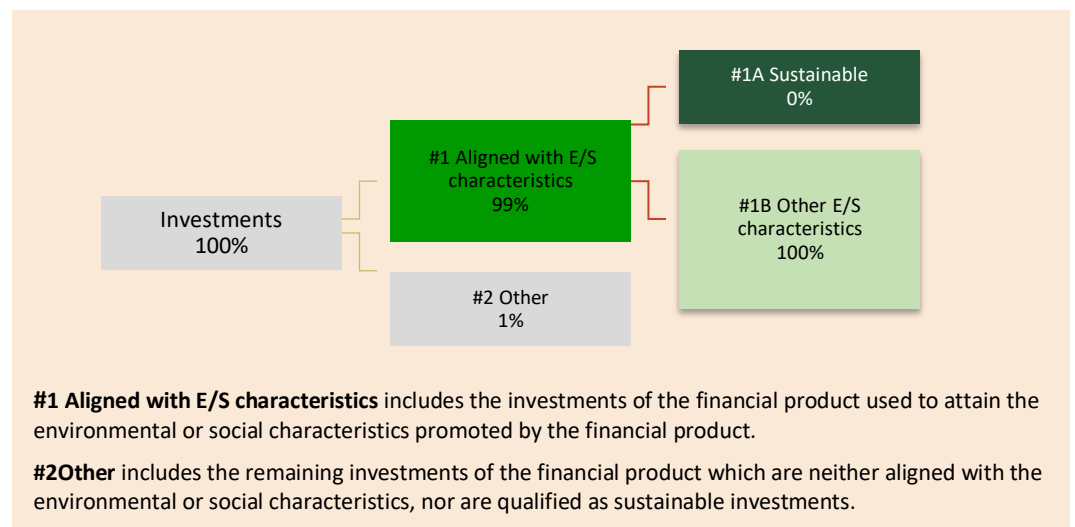 #1A Sustainable
0%
#1 Aligned with E/S
characteristics
99%
Investments
100%
#1B Other E/S
characteristics
100%
#2 Other
1%
#1 Aligned with E/S characteristics includes the investments of the financial product used to attain the
environmental or social characteristics promoted by the financial product.
#2Other includes the remaining investments of the financial product which are neither aligned with the
environmental or social characteristics, nor are qualified as sustainable investments.